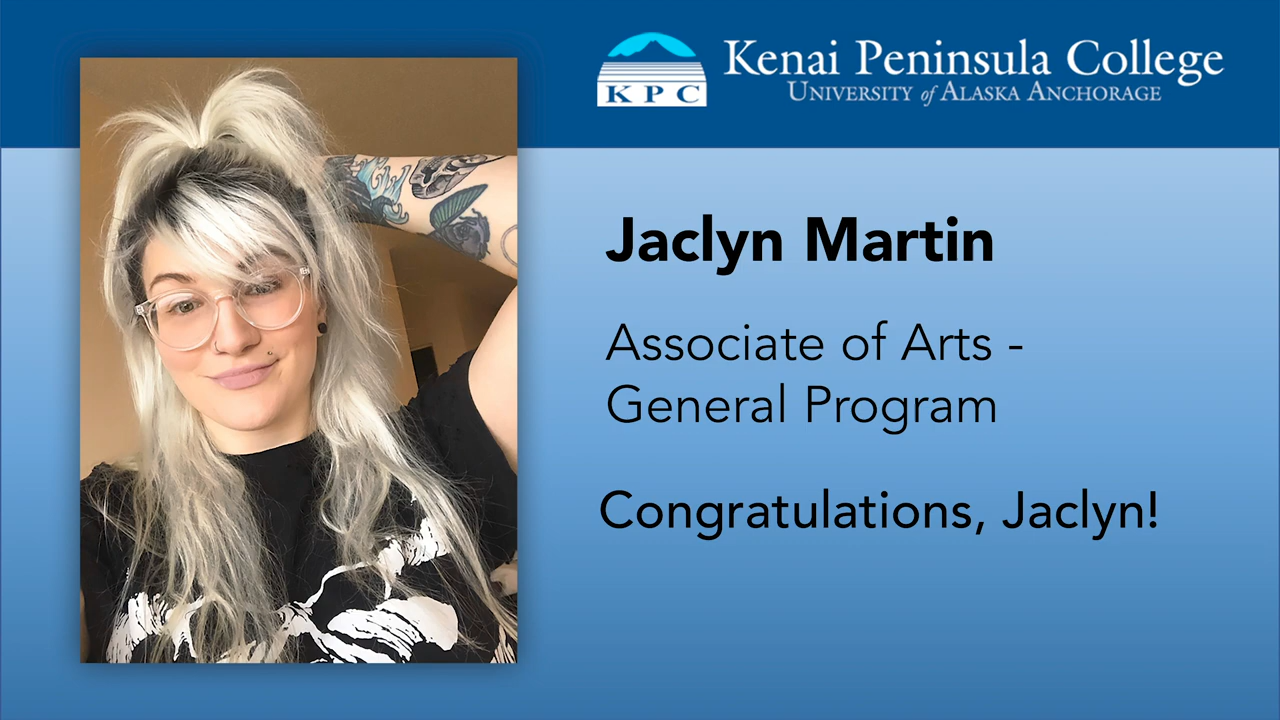 KPC
Kenai Peninsula College
UNIVERSITY of ALASKA ANCHORAGE
Jaclyn Martin
Associate of Arts -
General Program
Congratulations, Jaclyn!